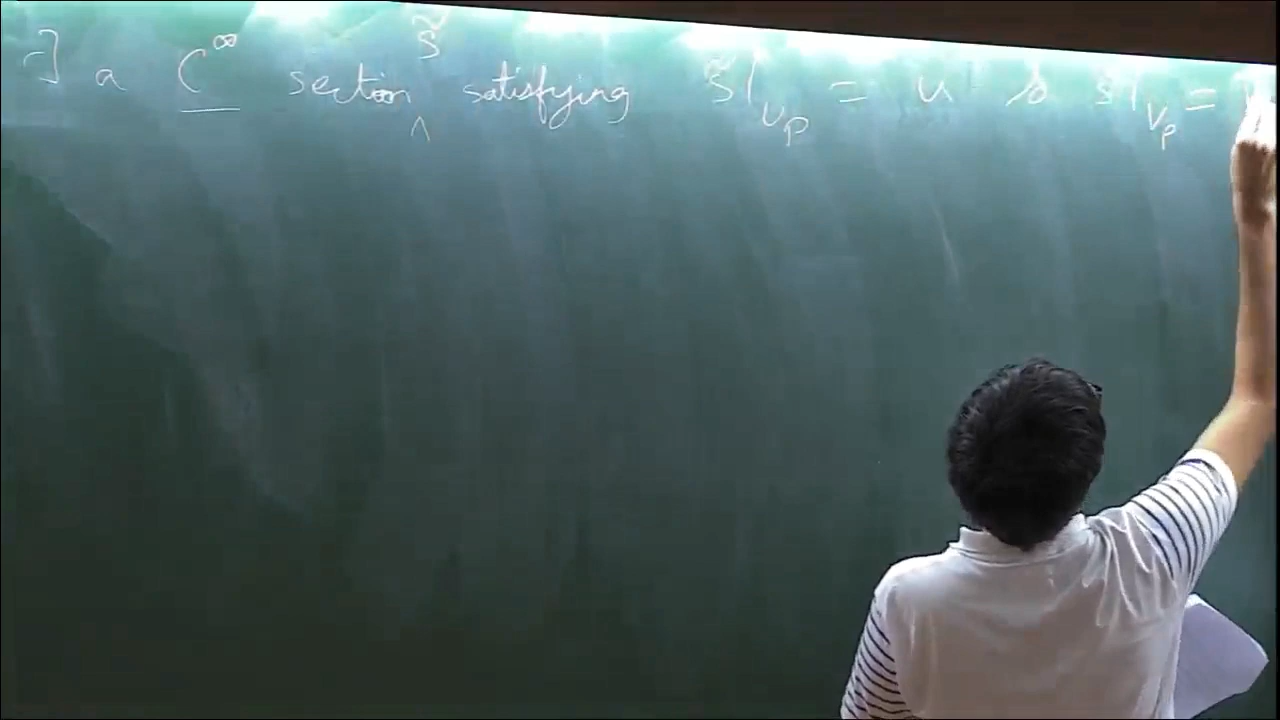 ∃ a C^∞ section s̃ satisfying s̃|_{U_p} = u & s̃|_{V_p} =